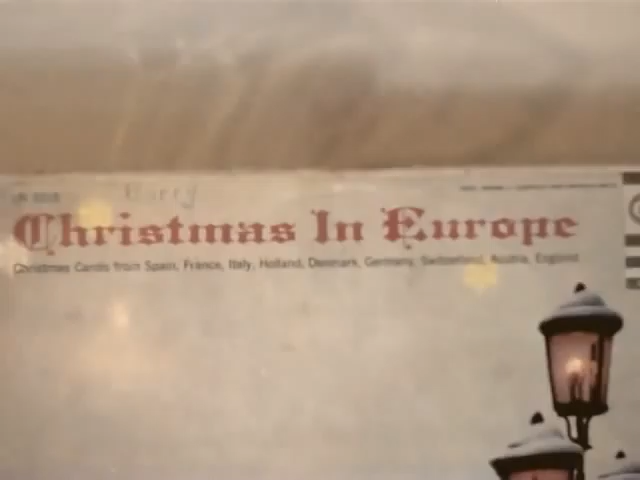 Christmas In Europe
Christmas Carols from Spain, France, Italy, Holland, Denmark, Germany, Switzerland, Austria, England